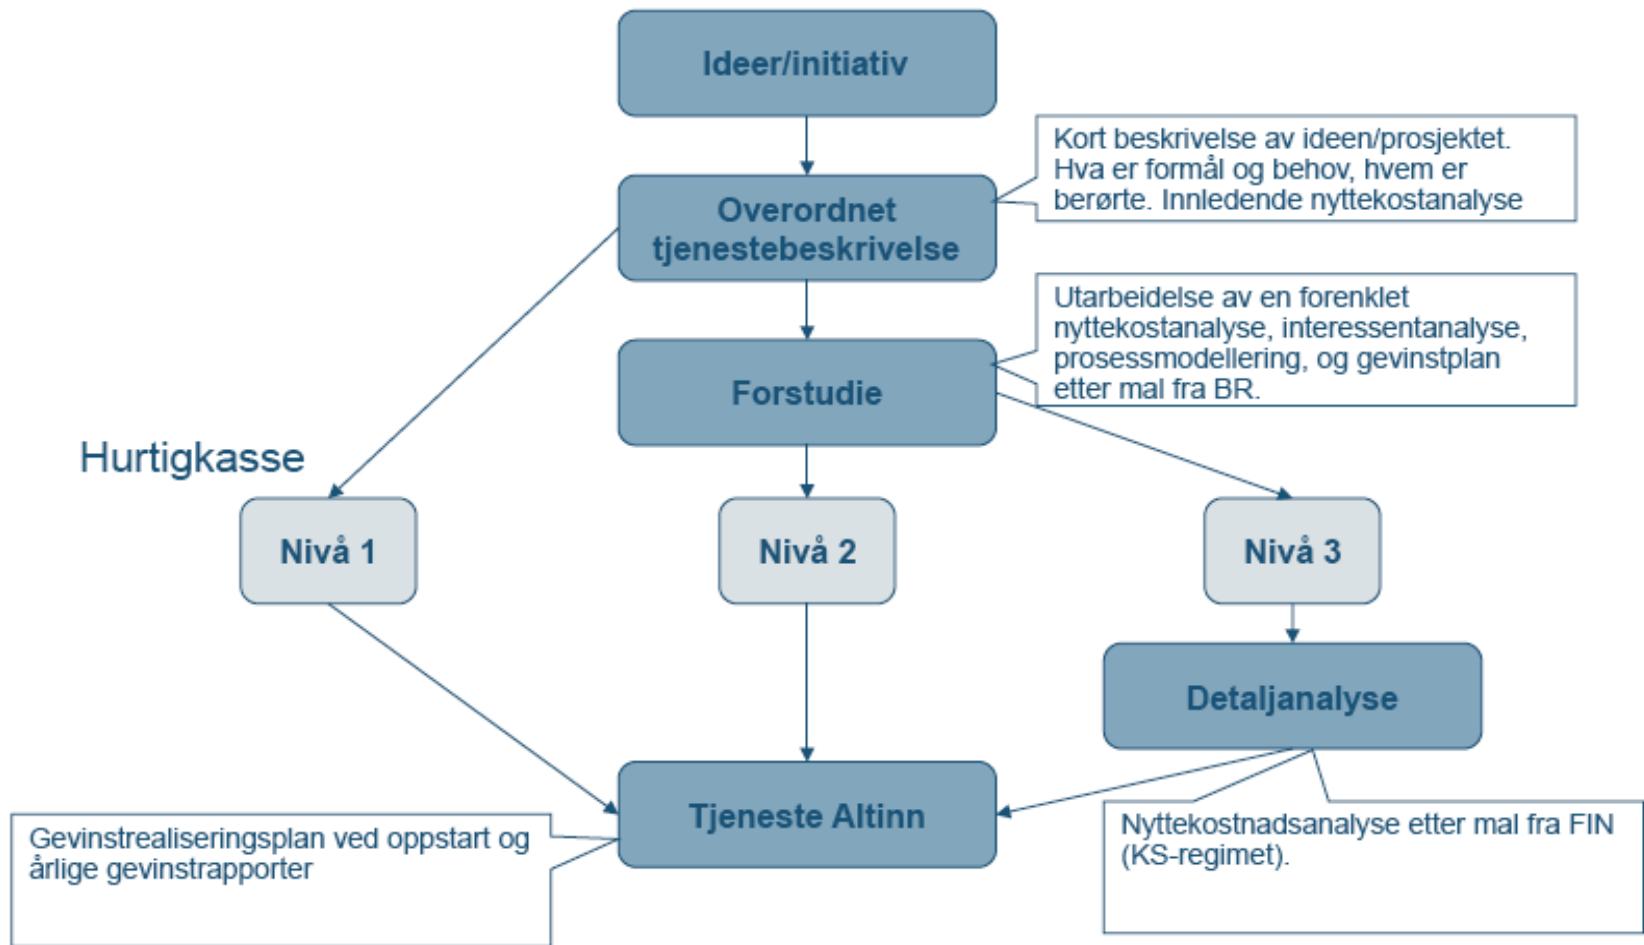 Ideer/initiativ
Kort beskrivelse av ideen/prosjektet.
Hva er formål og behov, hvem er
berørte. Innledende nyttekostanalyse
Overordnet
tjenestebeskrivelse
Utarbeidelse av en forenklet
nyttekostanalyse, interessentanalyse,
prosessmodellering, og gevinstplan
etter mal fra BR.
Forstudie
Hurtigkasse
Nivå 1
Nivå 2
Nivå 3
Detaljanalyse
Tjeneste Altinn
Gevinstrealiseringsplan ved oppstart og
årlige gevinstrapporter
Nyttekostnadsanalyse etter mal fra FIN
(KS-regimet).